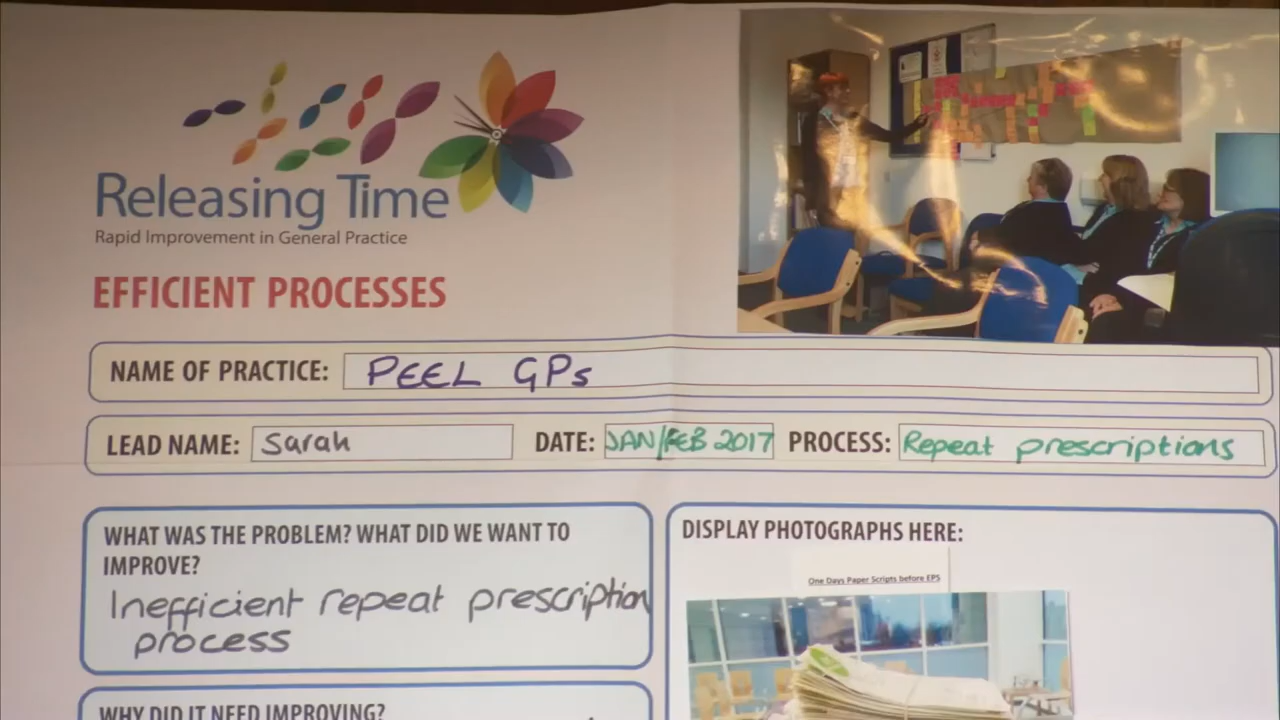 Releasing Time
Rapid Improvement in General Practice
EFFICIENT PROCESSES
NAME OF PRACTICE: PEEL GPs
LEAD NAME: Sarah DATE: JAN/FEB 2017 PROCESS: Repeat prescriptions
WHAT WAS THE PROBLEM? WHAT DID WE WANT TO
IMPROVE?
Inefficient repeat prescription
process
DISPLAY PHOTOGRAPHS HERE:
One Days Paper Scripts before EPS
WHY DID IT NEED IMPROVING?